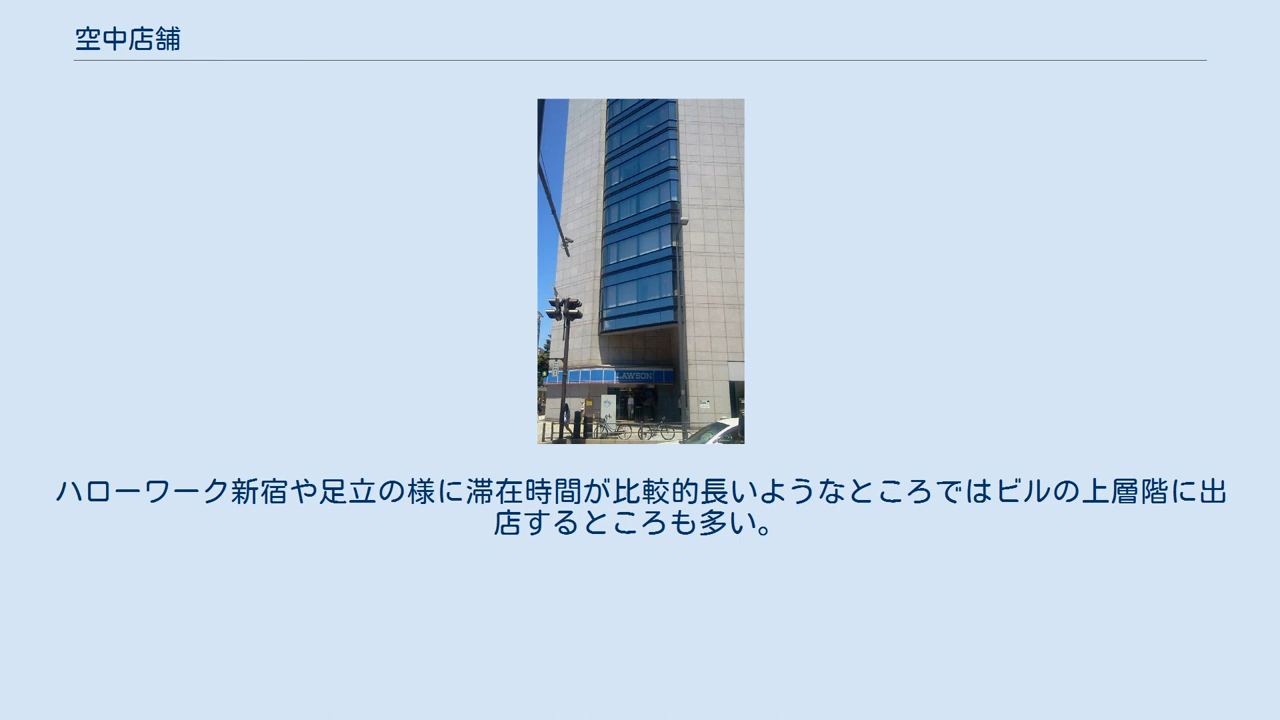 空中店舗
LAWSON
ハローワーク新宿や足立の様に滞在時間が比較的長いようなところではビルの上層階に出
店するところも多い。